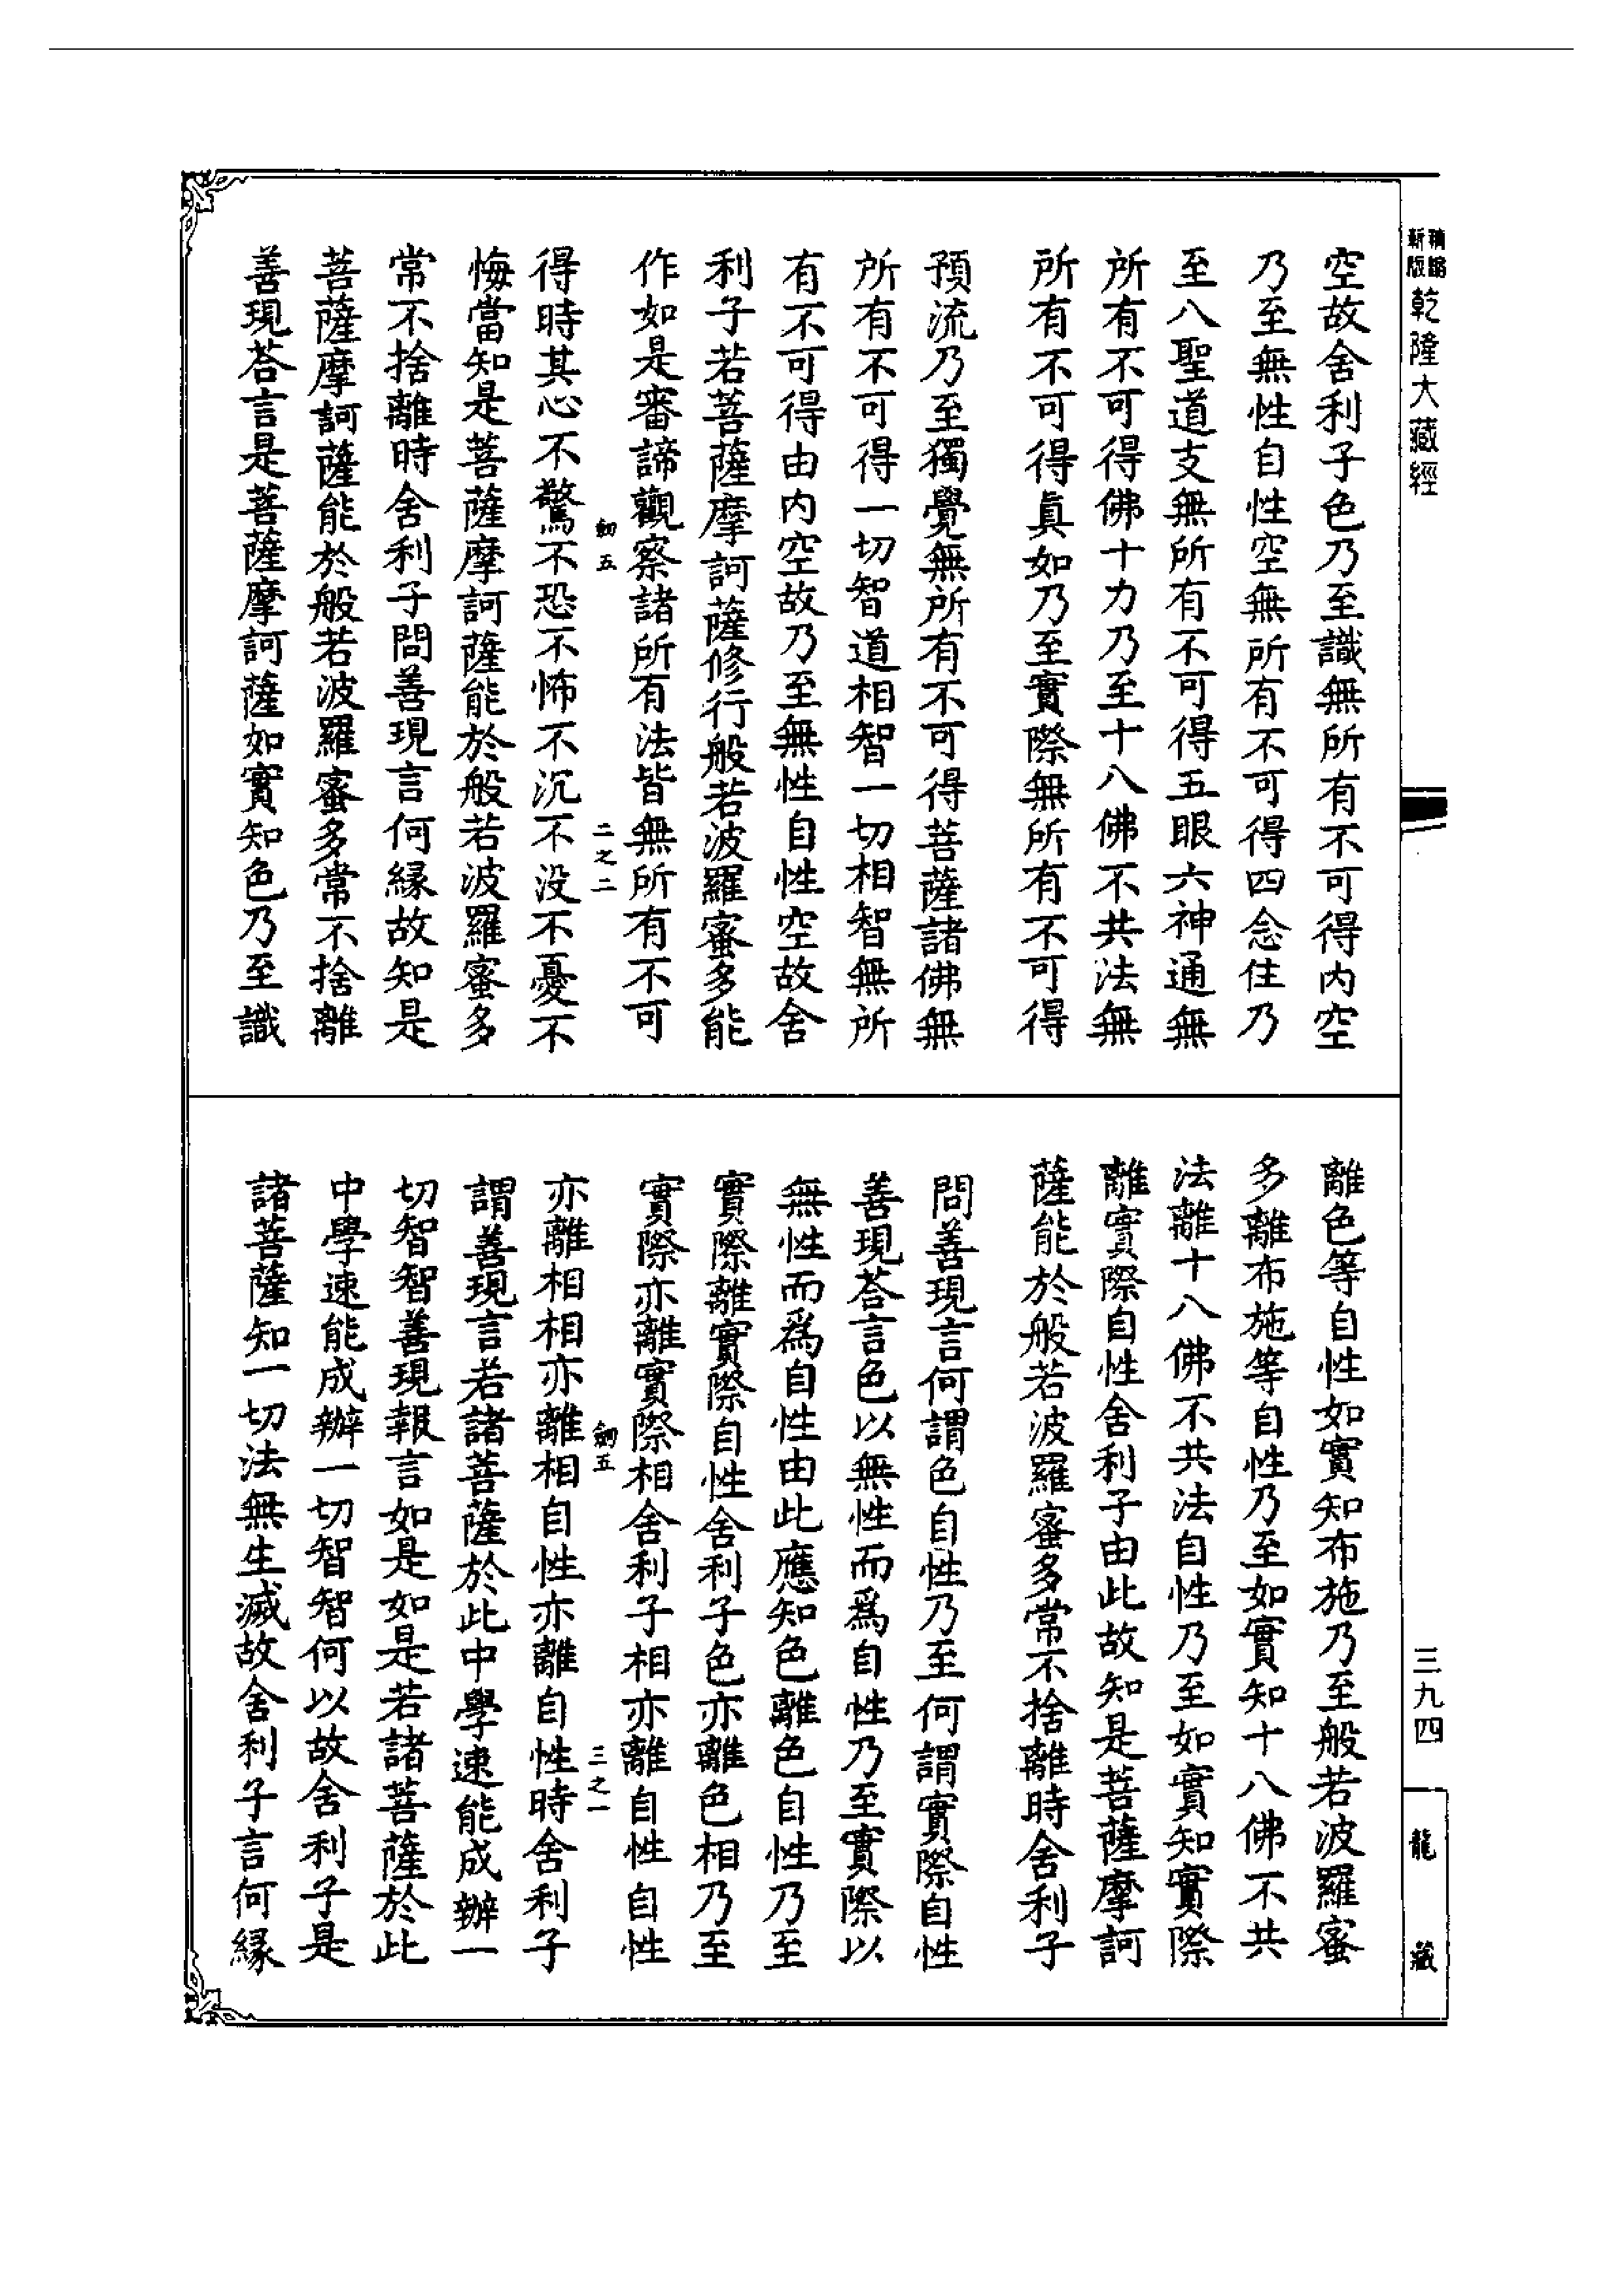 精縮新版 乾隆大藏經
空故舍利子色乃至識無所有不可得内空
乃至無性自性空無所有不可得四念住乃
至八聖道支無所有不可得五眼六神通無
所有不可得佛十力乃至十八佛不共法無
所有不可得真如乃至實際無所有不可得
預流乃至獨覺無所有不可得菩薩諸佛無
所有不可得一切智道相智一切相智無所
有不可得由内空故乃至無性自性空故舍
利子若菩薩摩訶薩修行般若波羅蜜多能
作如是審諦觀察諸所有法皆無所有不可
劒五 二之二
得時其心不驚不恐不怖不沉不没不憂不
悔當知是菩薩摩訶薩能於般若波羅蜜多
常不捨離時舍利子問善現言何縁故知是
菩薩摩訶薩能於般若波羅蜜多常不捨離
善現荅言是菩薩摩訶薩如實知色乃至識
離色等自性如實知布施乃至般若波羅蜜
多離布施等自性乃至如實知十八佛不共
法離十八佛不共法自性乃至如實知實際
離實際自性舍利子由此故知是菩薩摩訶
薩能於般若波羅蜜多常不捨離時舍利子
問善現言何謂色自性乃至何謂實際自性
善現荅言色以無性而爲自性乃至實際以
無性而爲自性由此應知色離色自性乃至
實際離實際自性舍利子色亦離色相乃至
實際亦離實際相舍利子相亦離自性自性
劒五 三之一
亦離相相亦離相自性亦離自性時舍利子
謂善現言若諸菩薩於此中學速能成辦一
切智智善現報言如是如是若諸菩薩於此
中學速能成辦一切智智何以故舍利子是
諸菩薩知一切法無生滅故舍利子言何縁
三九四
龍藏